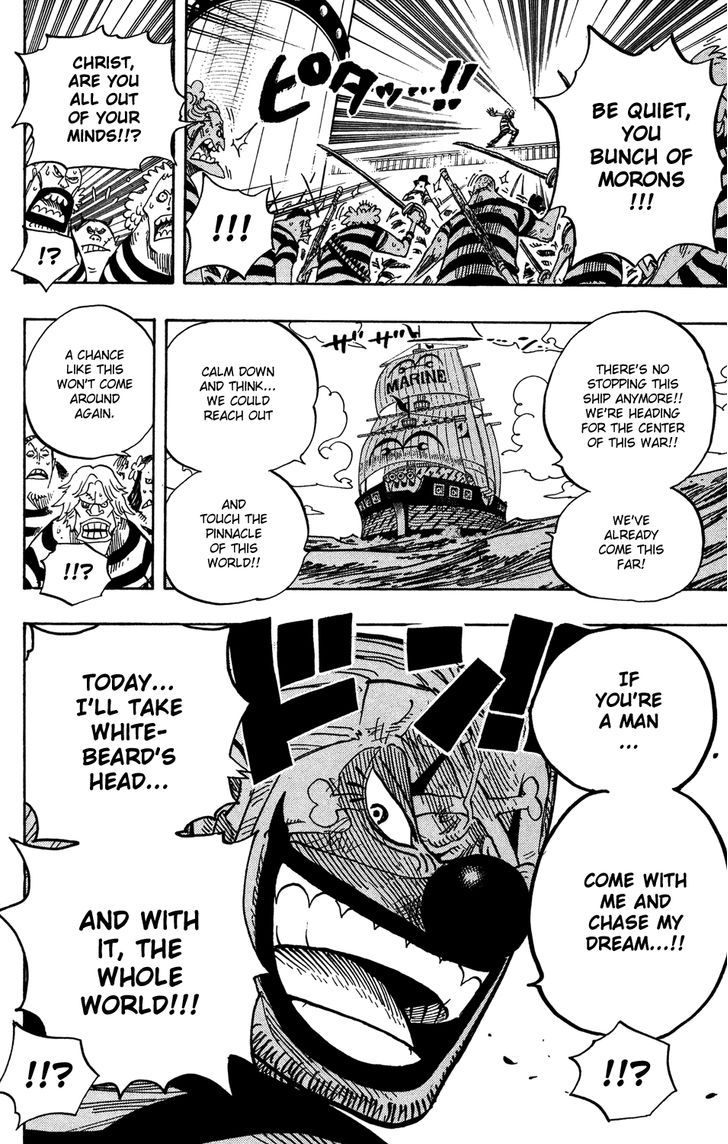 BE QUIET,
YOU
BUNCH OF
MORONS
!!!
ピタッ…!!
!!!
CHRIST,
ARE YOU
ALL OUT
OF YOUR
MINDS!!?
!?
THERE'S NO
STOPPING THIS
SHIP ANYMORE!!
WE'RE HEADING
FOR THE CENTER
OF THIS WAR!!
WE'VE
ALREADY
COME THIS
FAR!
ザザ
MARINE
CALM DOWN
AND THINK...
WE COULD
REACH OUT
AND
TOUCH THE
PINNACLE
OF THIS
WORLD!!
A CHANCE
LIKE THIS
WON'T COME
AROUND
AGAIN.
!!?
IF
YOU'RE
A MAN
...
COME WITH
ME AND
CHASE MY
DREAM...!!
!!?
ドン!!
TODAY...
I'LL TAKE
WHITE-
BEARD'S
HEAD...
AND WITH
IT, THE
WHOLE
WORLD!!!
!!?